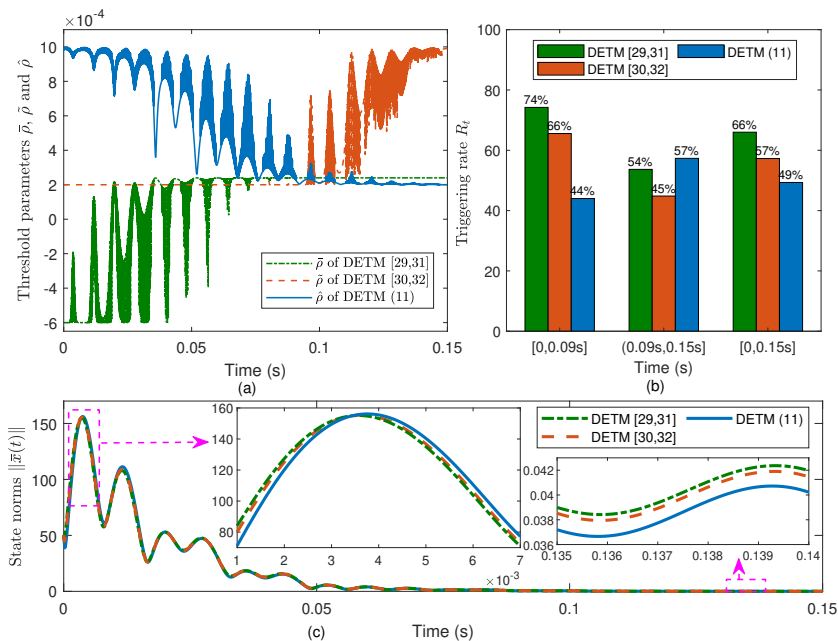 ×10⁻⁴
10
8
6
4
2
0
-2
-4
-6
Threshold parameters ρ̄, ρ̃ and ρ̂
ρ̄ of DETM [29,31]
ρ̃ of DETM [30,32]
ρ̂ of DETM (11)
0
0.05
0.1
0.15
Time (s)
(a)
100
80
60
40
20
0
Triggering rate Rₜ
DETM [29,31]
DETM (11)
DETM [30,32]
74%
66%
44%
54%
45%
57%
66%
57%
49%
[0,0.09s]
(0.09s,0.15s]
[0,0.15s]
Time (s)
(b)
150
100
50
0
State norms ||x̄(t)||
160
140
120
100
80
1
2
3
4
5
6
7
×10⁻³
DETM [29,31]
DETM (11)
DETM [30,32]
0.042
0.04
0.038
0.036
0.135
0.136
0.137
0.138
0.139
0.14
0
0.05
0.1
0.15
(c)
Time (s)